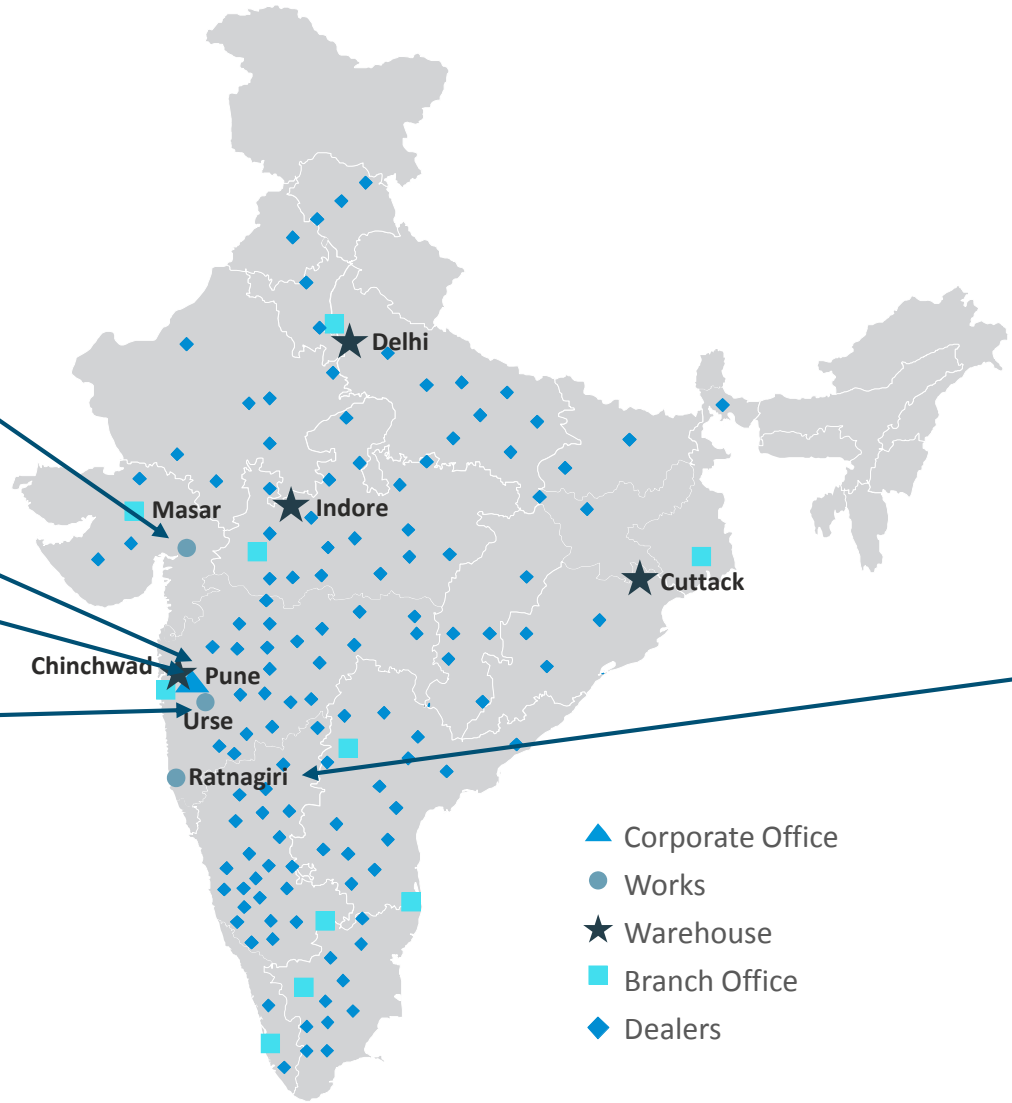 Delhi
Masar
Indore
Cuttack
Chinchwad
Pune
Urse
Ratnagiri
Corporate Office
Works
Warehouse
Branch Office
Dealers